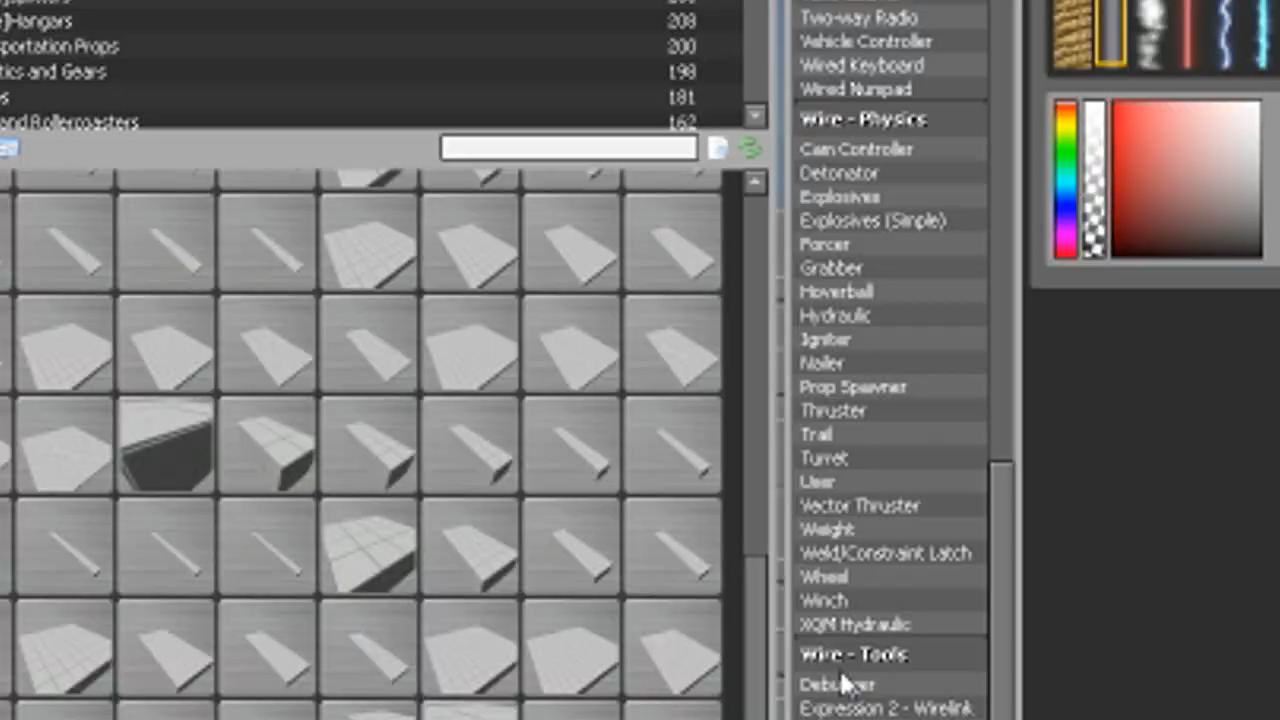 ]Hangars 208
sportation Props 200
tics and Gears 198
s 181
and Rollercoasters 162
Two-way Radio
Vehicle Controller
Wired Keyboard
Wired Numpad
Wire - Physics
Cam Controller
Detonator
Explosives
Explosives (Simple)
Forcer
Grabber
Hoverball
Hydraulic
Igniter
Nailer
Prop Spawner
Thruster
Trail
Turret
User
Vector Thruster
Weight
Weld/Constraint Latch
Wheel
Winch
XQM Hydraulic
Wire - Tools
Debugger
Expression 2 - Wirelink